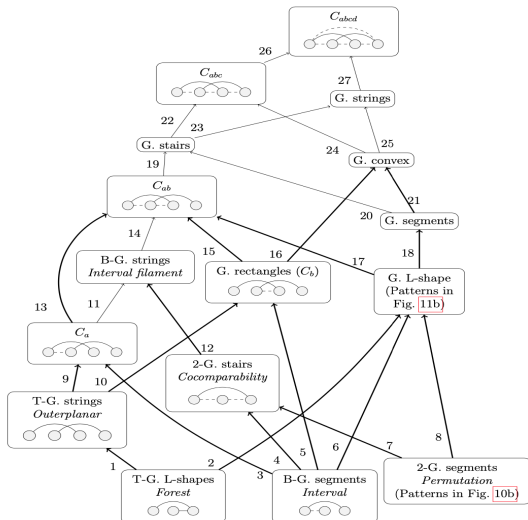 C_abcd
26
C_abc
27
G. strings
22
23
G. stairs
24
25
G. convex
19
C_ab
20
21
G. segments
14
15
16
17
18
B-G. strings
Interval filament
G. rectangles (C_b)
G. L-shape
(Patterns in
Fig. 11b)
13
11
C_a
12
9
10
2-G. stairs
Cocomparability
T-G. strings
Outerplanar
1
2
3
4
5
6
7
8
T-G. L-shapes
Forest
B-G. segments
Interval
2-G. segments
Permutation
(Patterns in Fig. 10b)